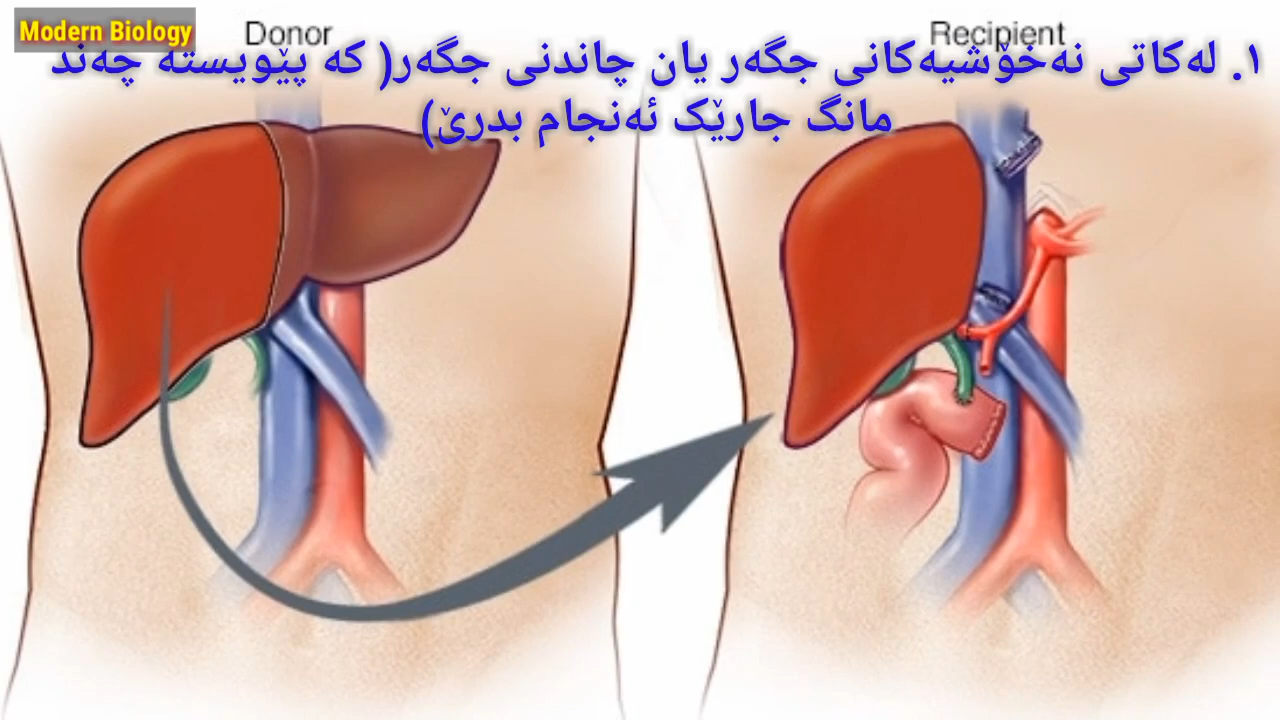 Modern Biology
Donor
Recipient
١. لەکاتی نەخۆشیەکانی جگەر یان چاندنی جگەر( کە پێویستە چەند
مانگ جارێک ئەنجام بدرێ)